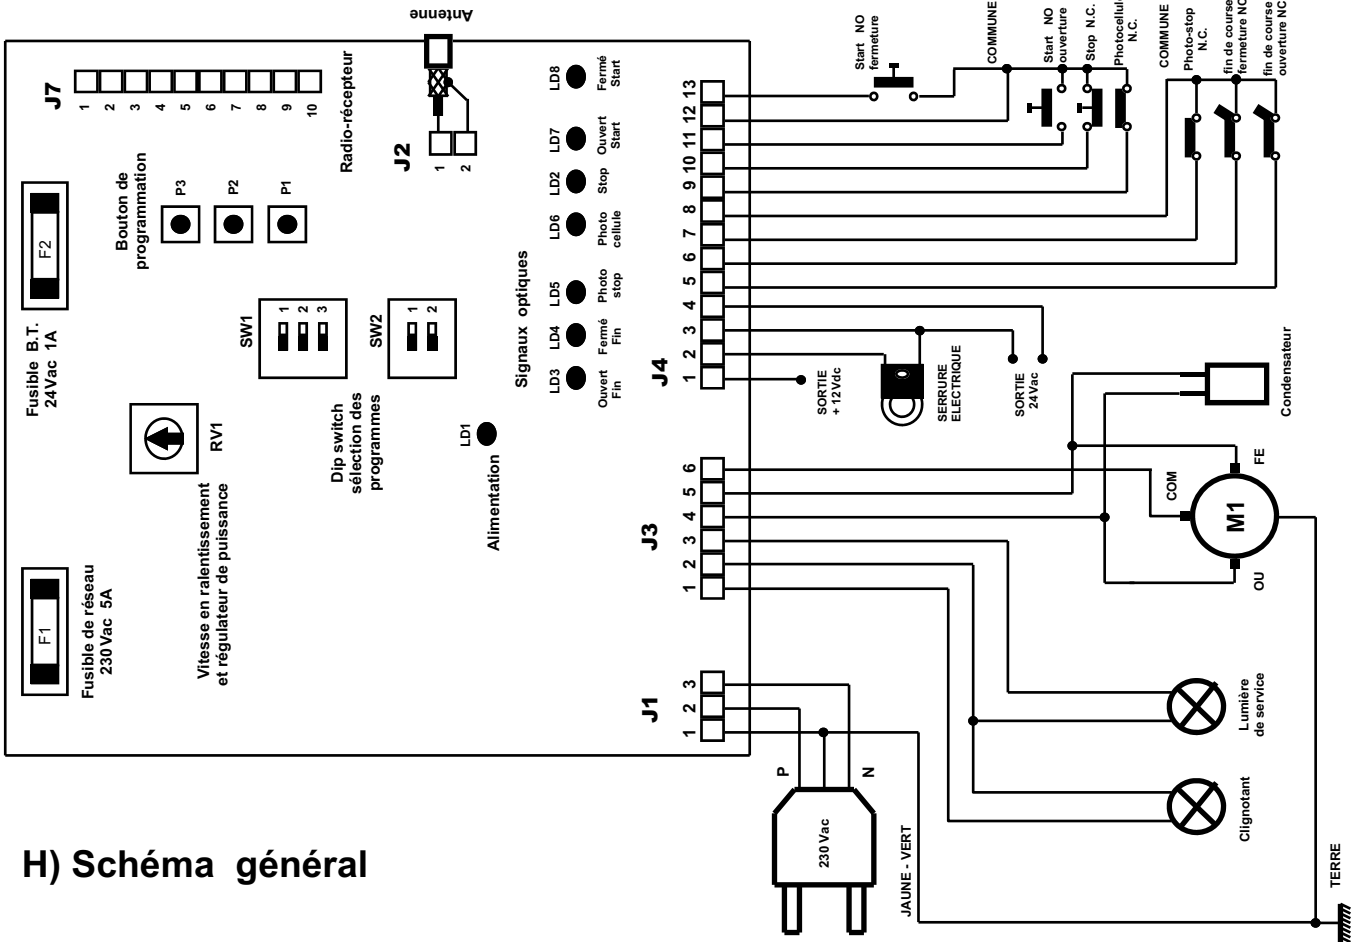 H) Schéma général
F1
Fusible de réseau
230 Vac 5A
F2
Fusible B.T.
24Vac 1A
J7
1
2
3
4
5
6
7
8
9
10
Vitesse en ralentissement
et régulateur de puissance
RV1
Bouton de
programmation
P3
P2
P1
Dip switch
sélection des
programmes
SW1
1
2
3
SW2
1
2
Radio-récepteur
J2
1
2
Antenne
Alimentation
LD1
Signaux optiques
LD3
LD4
LD5
LD6
LD2
LD7
LD8
Ouvert
Fin
Fermé
Fin
Photo
stop
Photo
cellule
Stop
Ouvert
Start
Fermé
Start
J1
1
2
3
J3
1
2
3
4
5
6
J4
1
2
3
4
5
6
7
8
9
10
11
12
13
P
N
230 Vac
JAUNE - VERT
SORTIE
+ 12Vdc
SERRURE
ELECTRIQUE
SORTIE
24Vac
Start NO
fermeture
COMMUNE
Start NO
ouverture
Stop N.C.
Photocellule
N.C.
COMMUNE
Photo-stop
N.C.
fin de course
fermeture NC
fin de course
ouverture NC
COM
OU
M1
FE
Condensateur
Clignotant
Lumière
de service
TERRE